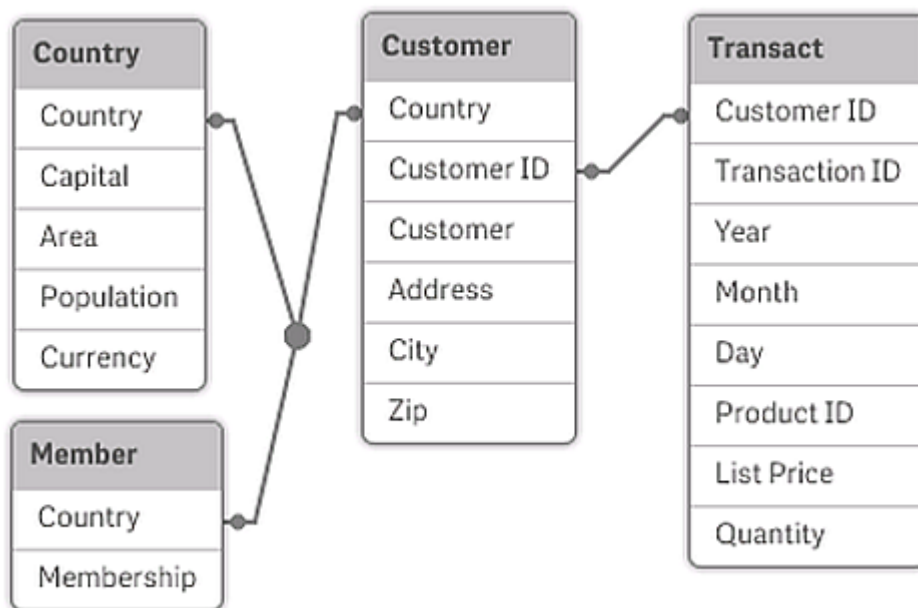 Country
Country
Capital
Area
Population
Currency
Member
Country
Membership
Customer
Country
Customer ID
Customer
Address
City
Zip
Transact
Customer ID
Transaction ID
Year
Month
Day
Product ID
List Price
Quantity